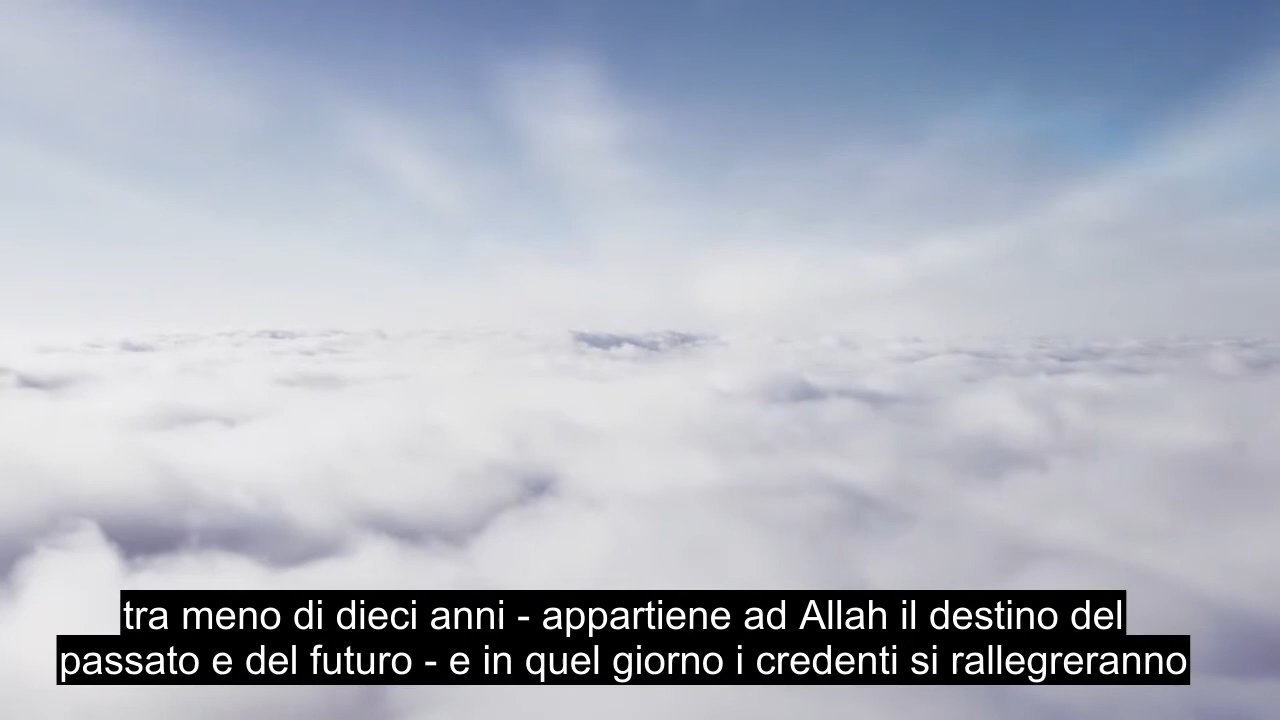 tra meno di dieci anni - appartiene ad Allah il destino del
passato e del futuro - e in quel giorno i credenti si rallegreranno